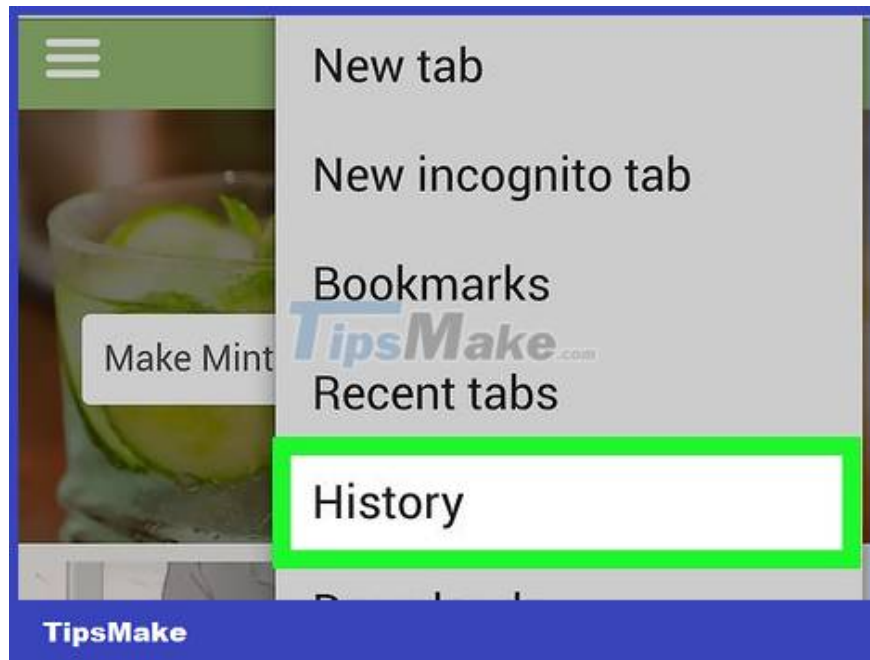 New tab
New incognito tab
Bookmarks
TipsMake.com
Make Mint
Recent tabs
History
TipsMake